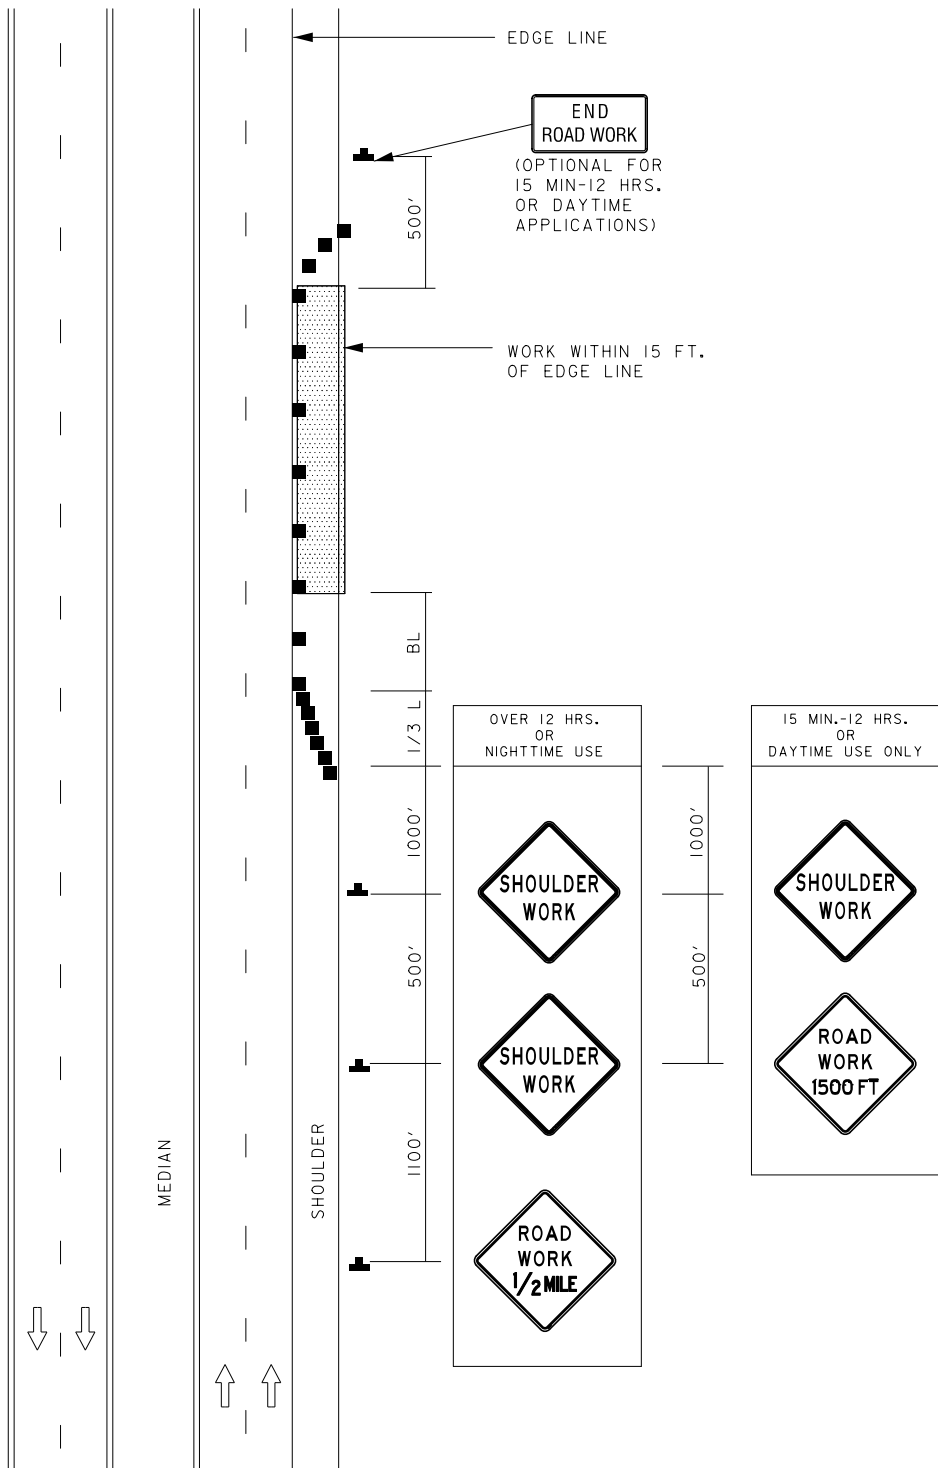 EDGE LINE
END
ROAD WORK
(OPTIONAL FOR
15 MIN-12 HRS.
OR DAYTIME
APPLICATIONS)
500'
WORK WITHIN 15 FT.
OF EDGE LINE
BL
1/3 L
OVER 12 HRS.
OR
NIGHTTIME USE
15 MIN.-12 HRS.
OR
DAYTIME USE ONLY
1000'
1000'
SHOULDER
WORK
SHOULDER
WORK
500'
500'
SHOULDER
WORK
ROAD
WORK
1500 FT
MEDIAN
SHOULDER
1100'
ROAD
WORK
1/2 MILE